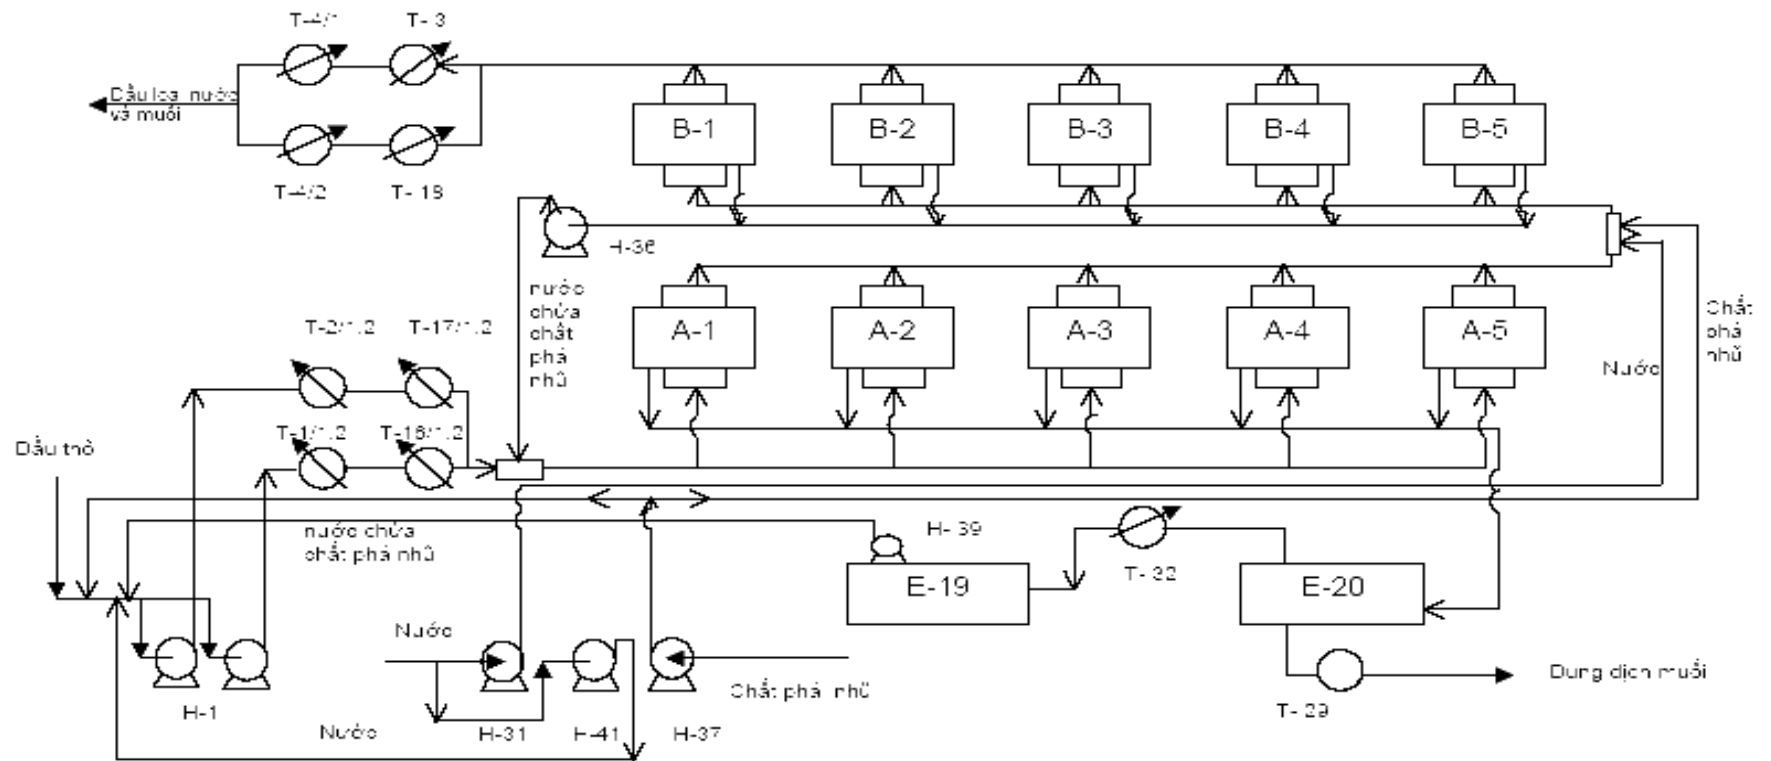 T-4/1
T- 3
Dầu loại nước
và muối
B-1
B-2
B-3
B-4
B-5
T-4/2
T- 18
H-36
nước
chứa
chất
phá
nhũ
A-1
A-2
A-3
A-4
A-5
Chất
phá
nhũ
Nước
T-2/1.2
T-17/1.2
T-1/1.2
T-16/1.2
Dầu thô
nước chứa
chất phá nhũ
H- 39
T- 32
E-19
E-20
Nước
Chất phá nhũ
Dung dịch muối
H-1
Nước
H-31
H-41
H-37
T- 29